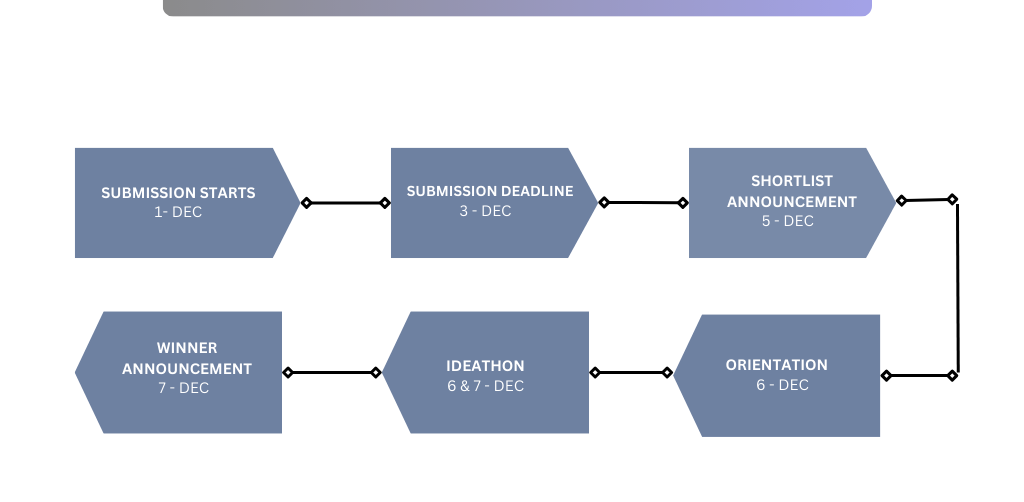 SUBMISSION STARTS
1- DEC
SUBMISSION DEADLINE
3 - DEC
SHORTLIST
ANNOUNCEMENT
5 - DEC
ORIENTATION
6 - DEC
IDEATHON
6 & 7 - DEC
WINNER
ANNOUNCEMENT
7 - DEC